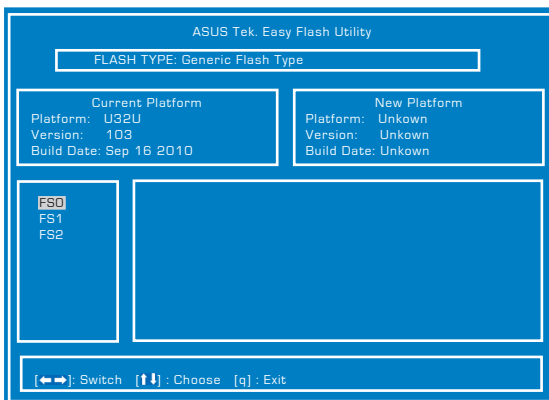 ASUS Tek. Easy Flash Utility
FLASH TYPE: Generic Flash Type
Current Platform
Platform: U32U
Version: 103
Build Date: Sep 16 2010
New Platform
Platform: Unkown
Version: Unkown
Build Date: Unkown
FS0
FS1
FS2
[←→]: Switch [↑↓] : Choose [q] : Exit